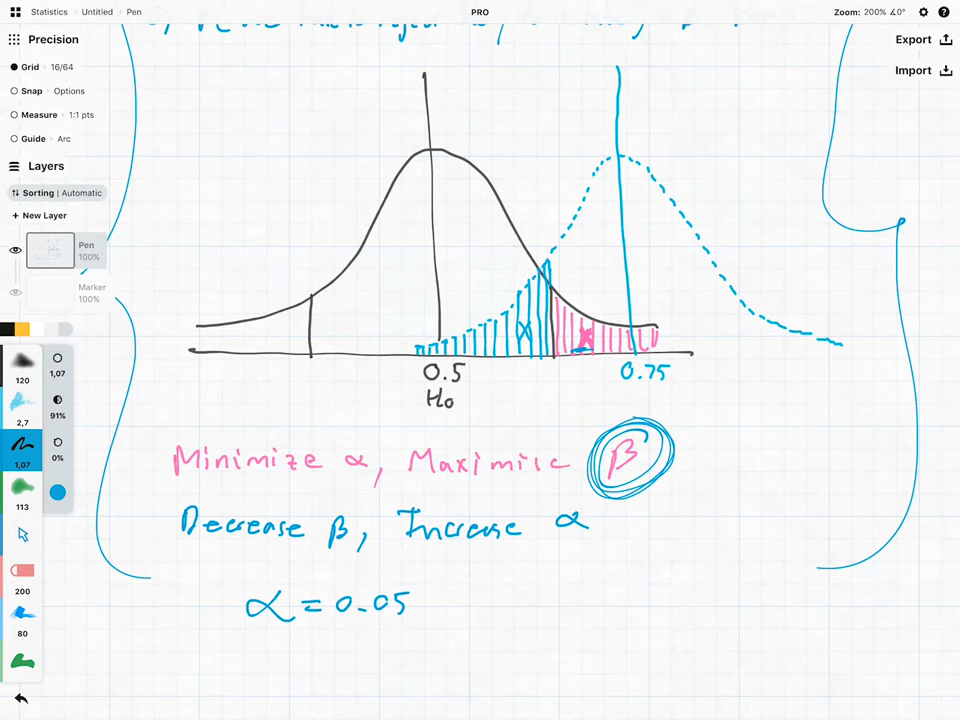 Statistics › Untitled › Pen
PRO
Zoom: 200% ∡0°
Precision
Export
Import
Grid · 16/64
Snap · Options
Measure · 1:1 pts
Guide · Arc
Layers
Sorting | Automatic
+ New Layer
Pen
100%
Marker
100%
120
1,07
2,7
91%
1,07
0%
113
200
80
0.5
0.75
H₀
Minimize α, Maximize β
Decrease β, Increase α
α = 0.05